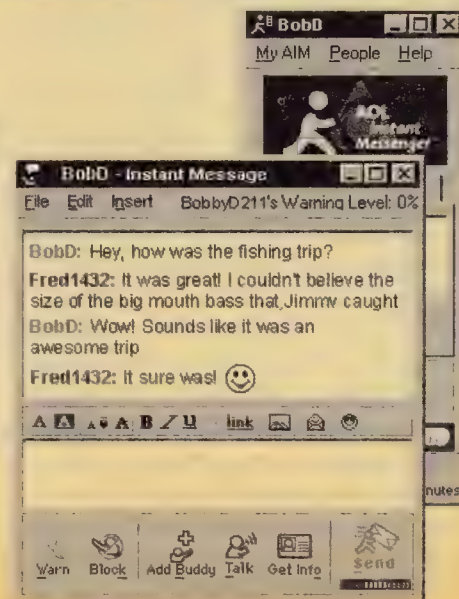 BobD
My AIM People Help
AOL
Instant
Messenger
BobD - Instant Message
File Edit Insert BobbyD211's Warning Level: 0%
BobD: Hey, how was the fishing trip?
Fred1432: It was great! I couldn't believe the
size of the big mouth bass that Jimmy caught
BobD: Wow! Sounds like it was an
awesome trip
Fred1432: It sure was!
A A A A B I U link
nutes
Warn Block Add Buddy Talk Get Info Send